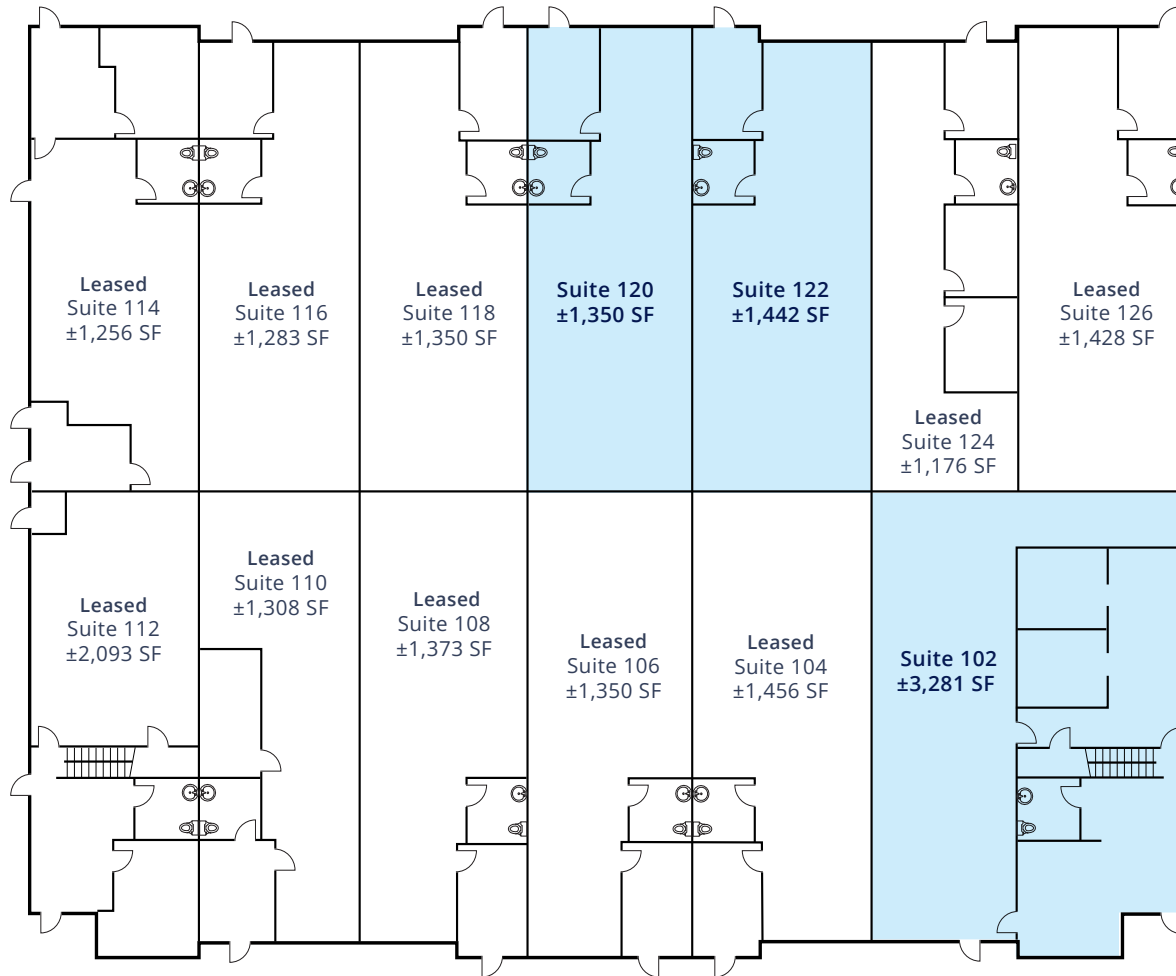 Leased
Suite 114
±1,256 SF
Leased
Suite 116
±1,283 SF
Leased
Suite 118
±1,350 SF
Suite 120
±1,350 SF
Suite 122
±1,442 SF
Leased
Suite 124
±1,176 SF
Leased
Suite 126
±1,428 SF
Leased
Suite 112
±2,093 SF
Leased
Suite 110
±1,308 SF
Leased
Suite 108
±1,373 SF
Leased
Suite 106
±1,350 SF
Leased
Suite 104
±1,456 SF
Suite 102
±3,281 SF